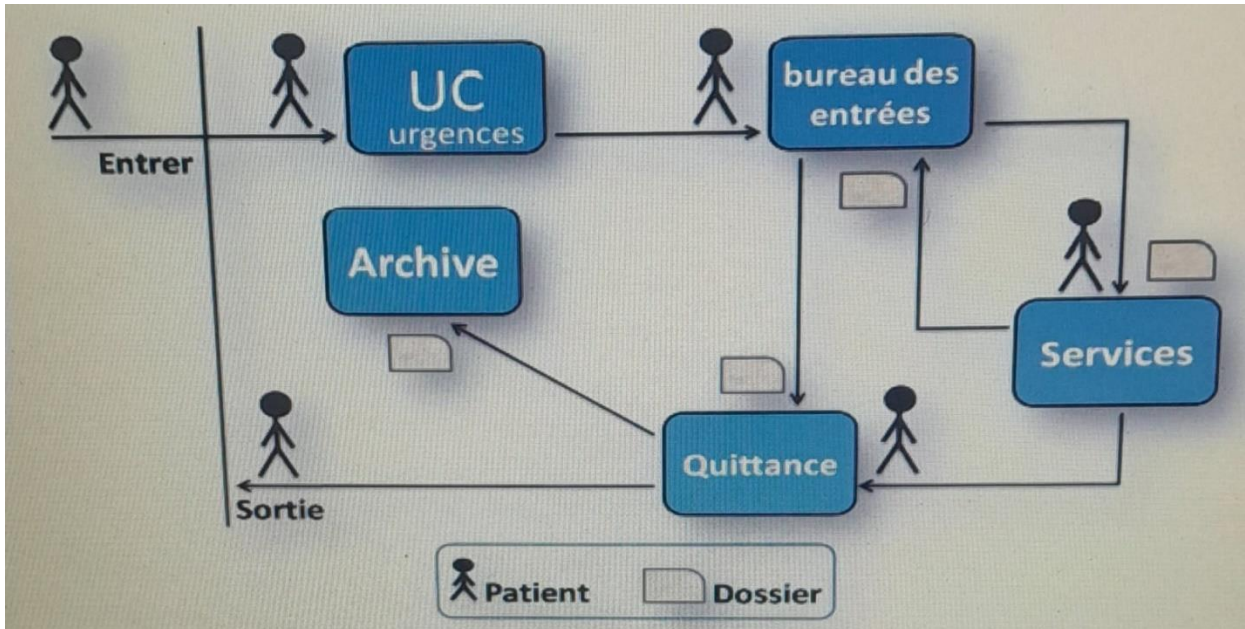 UC
urgences
bureau des
entrées
Entrer
Archive
Services
Quittance
Sortie
Patient
Dossier